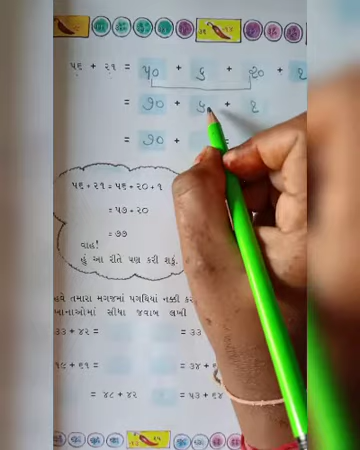 ૫૬ + ૨૧ = ૫૦ + ૬ + ૨૦ + ૧
= ૭૦ + ૬ + ૧
= ૭૦ +
૫૬ + ૨૧ = ૫૬ + ૨૦ + ૧
= ૫૭ + ૨૦
= ૭૭
વાહ!
હું આ રીતે પણ કરી શકું.
હવે તમારા મગજમાં પગથિયાં નક્કી કર
ખાનાઓમાં સીધા જવાબ લખી
૩૩ + ૪૨ = = ૩૩
૧૯ + ૬૧ = = ૩૪ +
= ૪૮ + ૪૨ = ૫૩ + ૬૪